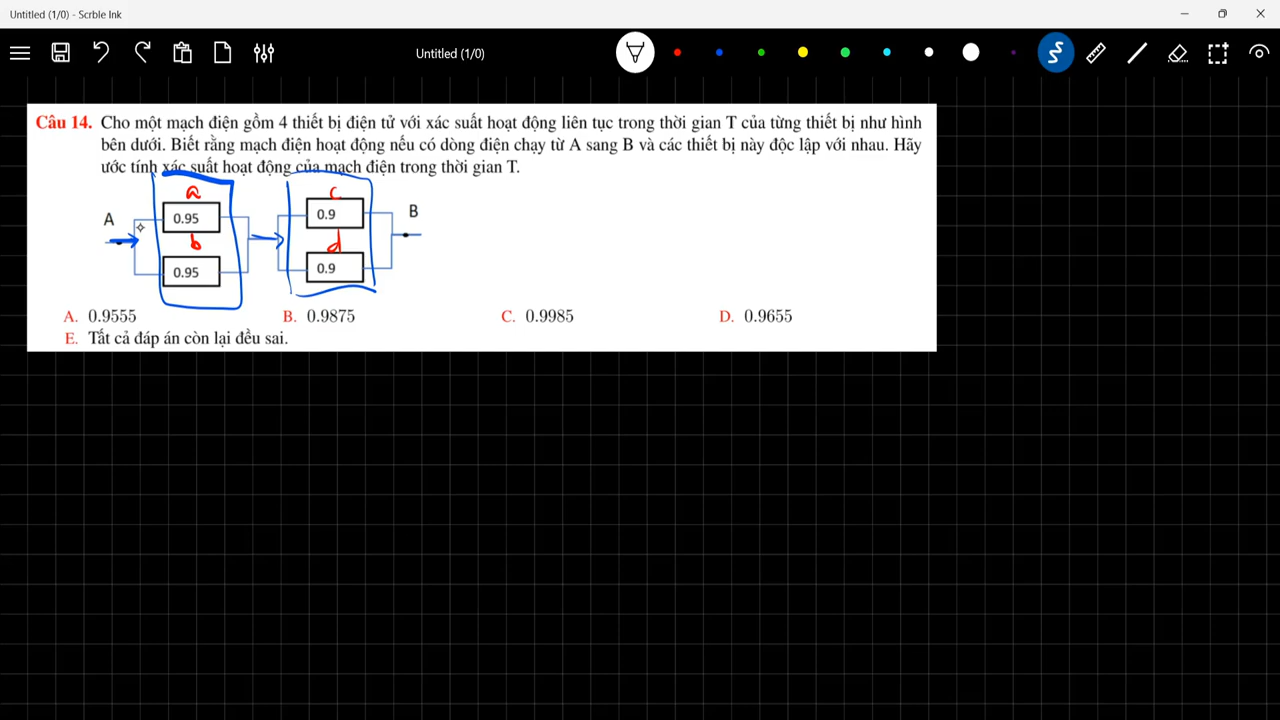 Untitled (1/0) - Scrble Ink
Untitled (1/0)
Câu 14. Cho một mạch điện gồm 4 thiết bị điện tử với xác suất hoạt động liên tục trong thời gian T của từng thiết bị như hình
bên dưới. Biết rằng mạch điện hoạt động nếu có dòng điện chạy từ A sang B và các thiết bị này độc lập với nhau. Hãy
ước tính xác suất hoạt động của mạch điện trong thời gian T.
a c
A 0.95 0.9 B
b d
0.95 0.9
A. 0.9555 B. 0.9875 C. 0.9985 D. 0.9655
E. Tất cả đáp án còn lại đều sai.